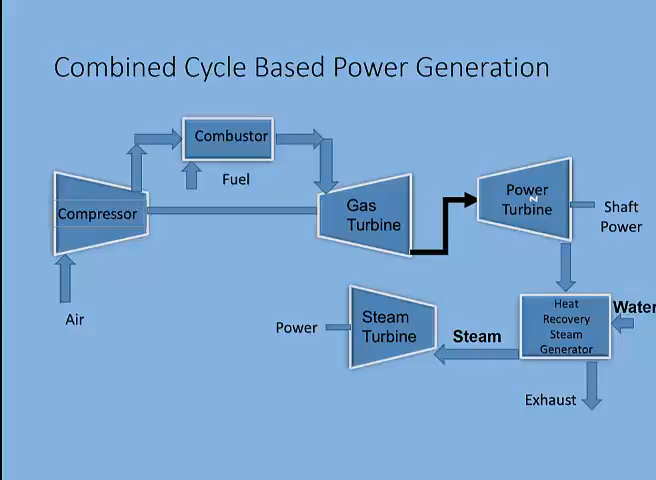 Combined Cycle Based Power Generation
Combustor
Fuel
Compressor
Gas
Turbine
Power
Turbine
Shaft
Power
Air
Power
Steam
Turbine
Steam
Heat
Recovery
Steam
Generator
Water
Exhaust